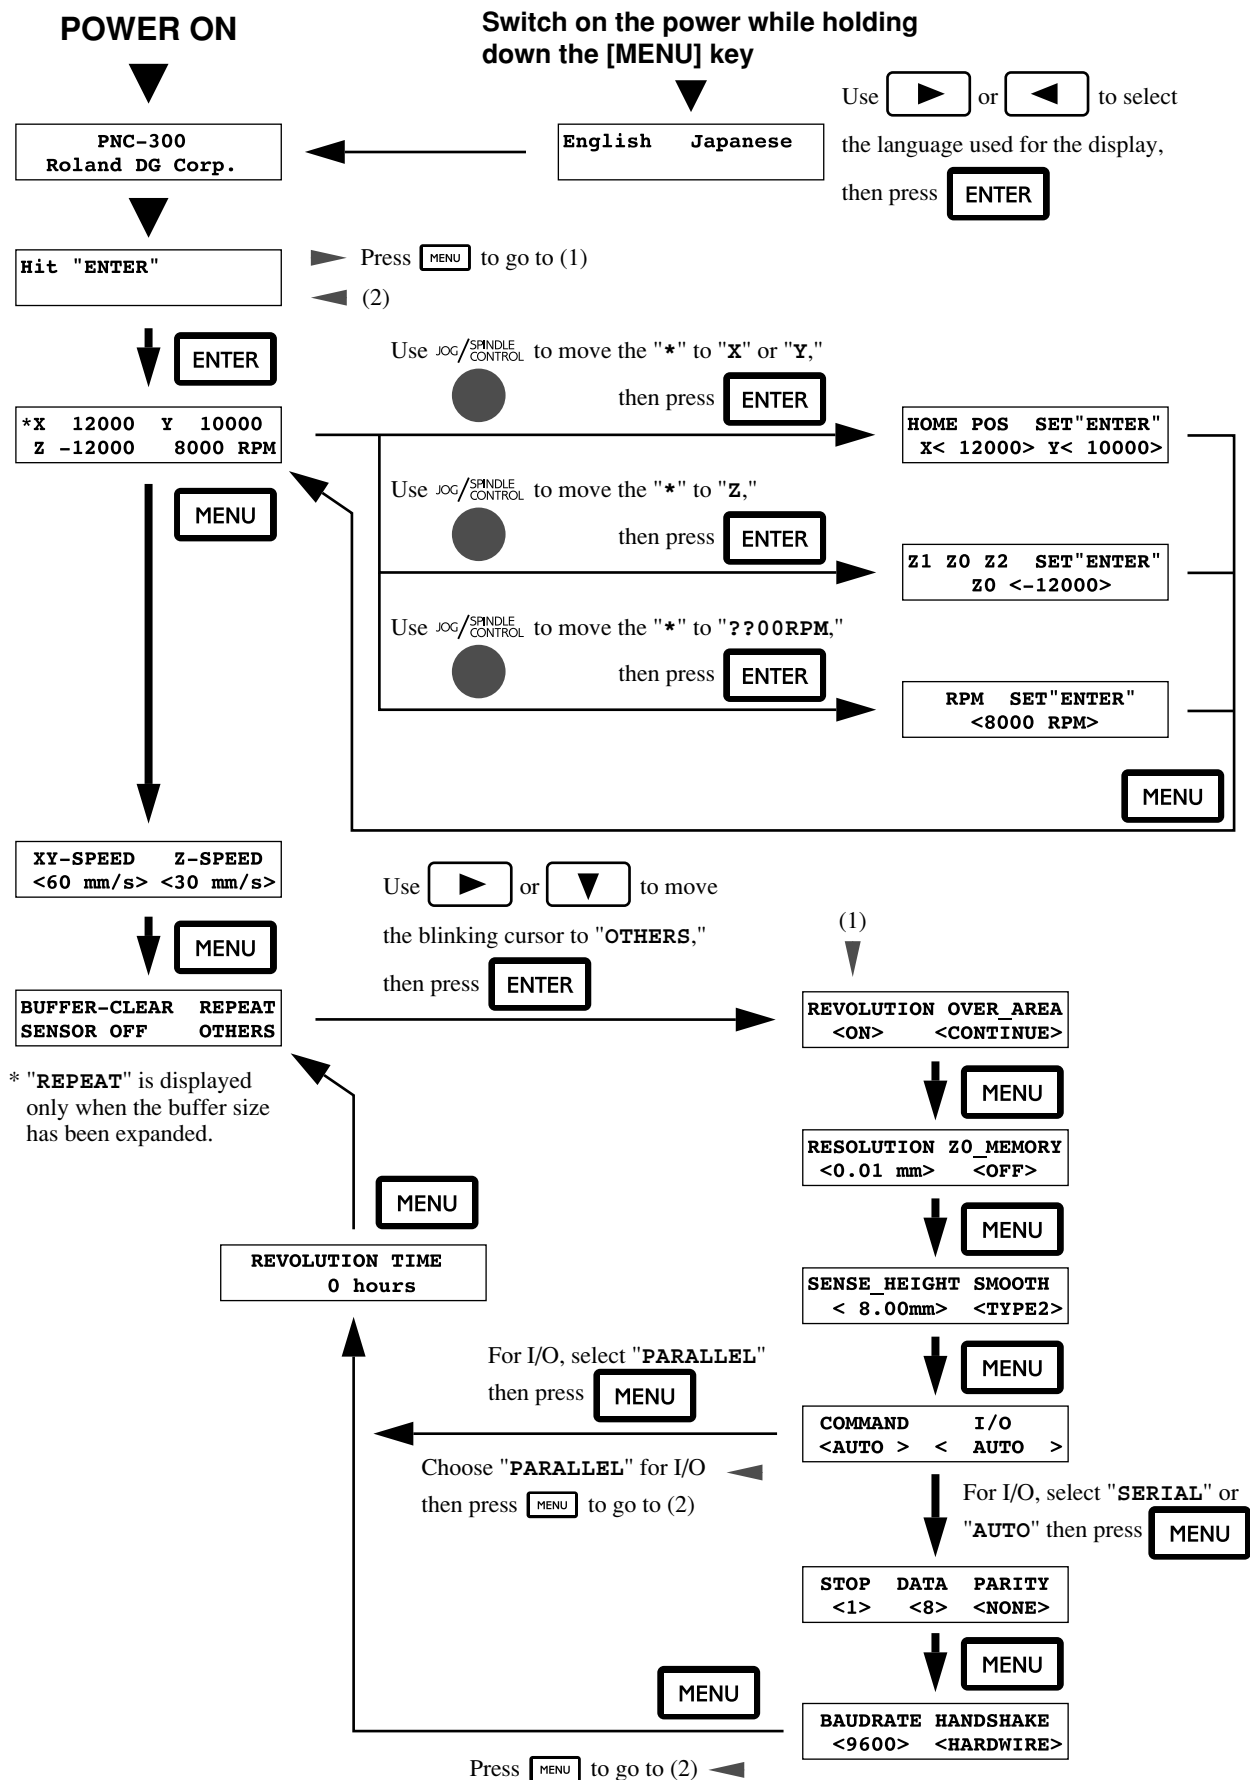 POWER ON
Switch on the power while holding
down the [MENU] key
Use ▶ or ◀ to select
the language used for the display,
then press ENTER
PNC-300
Roland DG Corp.
English Japanese
Hit "ENTER"
Press MENU to go to (1)
(2)
ENTER
Use JOG/SPINDLE CONTROL to move the "*" to "X" or "Y,"
then press ENTER
*X 12000 Y 10000
Z -12000 8000 RPM
HOME POS SET"ENTER"
X< 12000> Y< 10000>
MENU
Use JOG/SPINDLE CONTROL to move the "*" to "Z,"
then press ENTER
Z1 Z0 Z2 SET"ENTER"
Z0 <-12000>
Use JOG/SPINDLE CONTROL to move the "*" to "??00RPM,"
then press ENTER
RPM SET"ENTER"
<8000 RPM>
MENU
XY-SPEED Z-SPEED
<60 mm/s> <30 mm/s>
MENU
Use ▶ or ▼ to move
the blinking cursor to "OTHERS,"
then press ENTER
(1)
BUFFER-CLEAR REPEAT
SENSOR OFF OTHERS
REVOLUTION OVER_AREA
<ON> <CONTINUE>
* "REPEAT" is displayed
only when the buffer size
has been expanded.
MENU
RESOLUTION Z0_MEMORY
<0.01 mm> <OFF>
MENU
MENU
REVOLUTION TIME
0 hours
SENSE_HEIGHT SMOOTH
< 8.00mm> <TYPE2>
MENU
For I/O, select "PARALLEL"
then press MENU
COMMAND I/O
<AUTO > < AUTO >
Choose "PARALLEL" for I/O
then press MENU to go to (2)
For I/O, select "SERIAL" or
"AUTO" then press MENU
STOP DATA PARITY
<1> <8> <NONE>
MENU
MENU
BAUDRATE HANDSHAKE
<9600> <HARDWIRE>
Press MENU to go to (2)